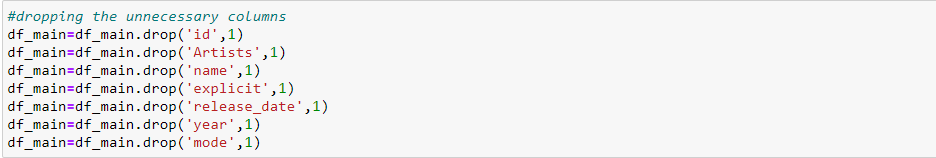 #dropping the unnecessary columns
df_main=df_main.drop('id',1)
df_main=df_main.drop('Artists',1)
df_main=df_main.drop('name',1)
df_main=df_main.drop('explicit',1)
df_main=df_main.drop('release_date',1)
df_main=df_main.drop('year',1)
df_main=df_main.drop('mode',1)